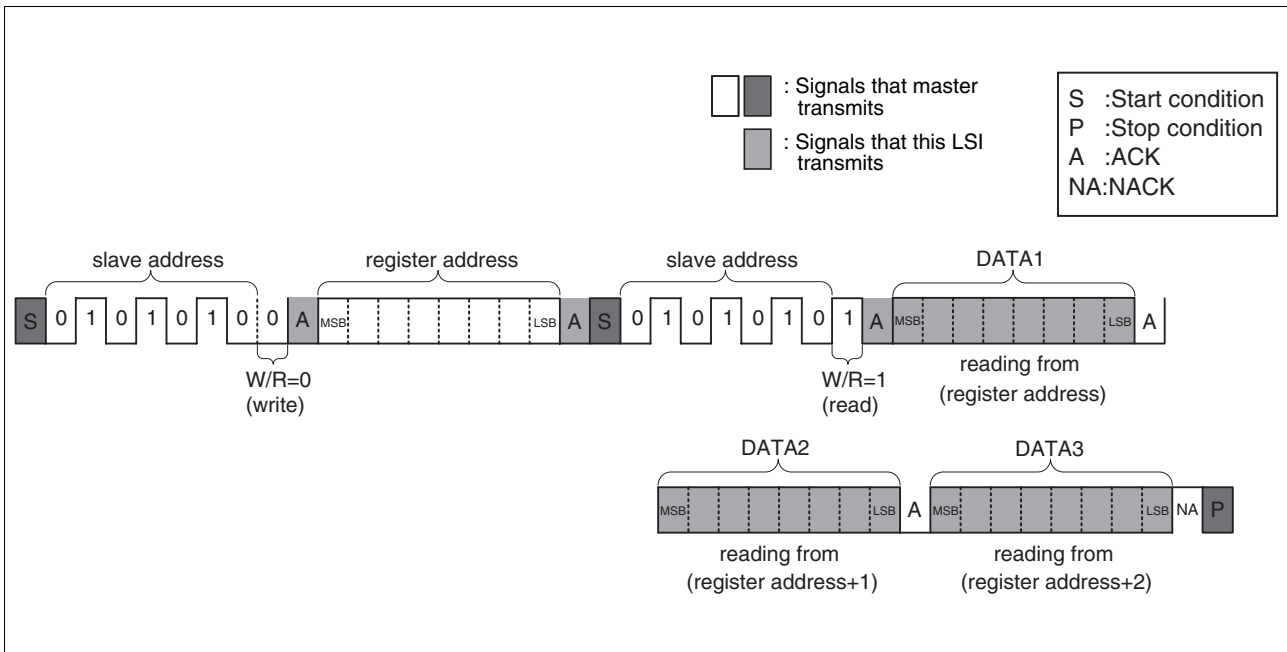 : Signals that master
transmits
: Signals that this LSI
transmits
S :Start condition
P :Stop condition
A :ACK
NA:NACK
slave address register address slave address DATA1
S 0 1 0 1 0 1 0 0 A MSB LSB A S 0 1 0 1 0 1 0 1 A MSB LSB A
W/R=0
(write)
W/R=1
(read)
reading from
(register address)
DATA2 DATA3
MSB LSB A MSB LSB NA P
reading from
(register address+1)
reading from
(register address+2)